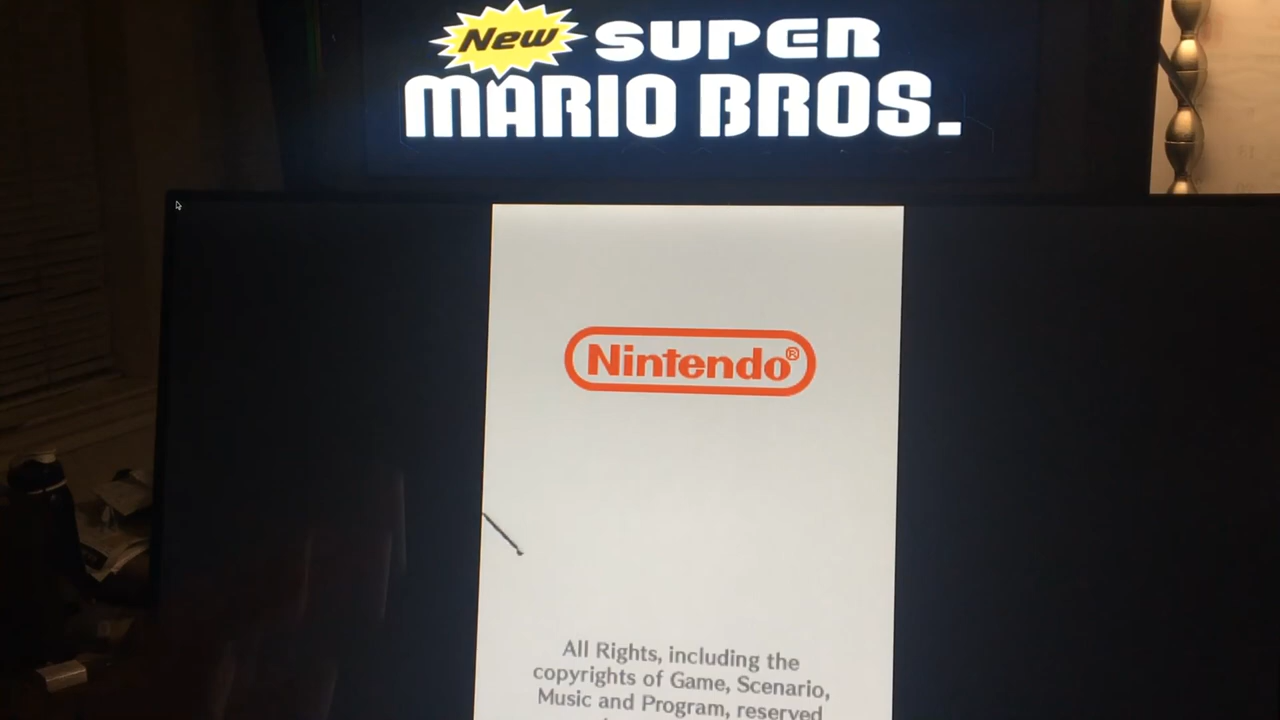 New SUPER
MARIO BROS.
Nintendo®
All Rights, including the
copyrights of Game, Scenario,
Music and Program, reserved